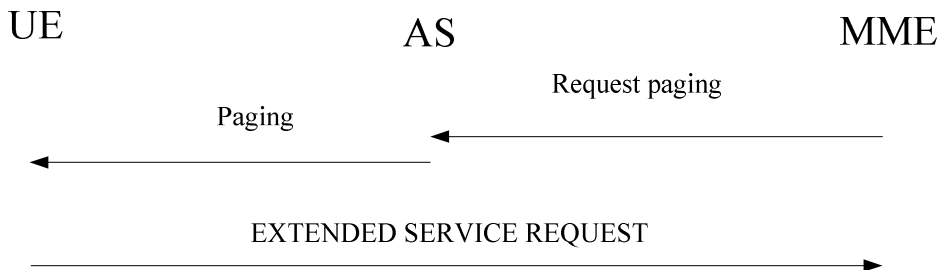 UE
AS
MME
Request paging
Paging
EXTENDED SERVICE REQUEST